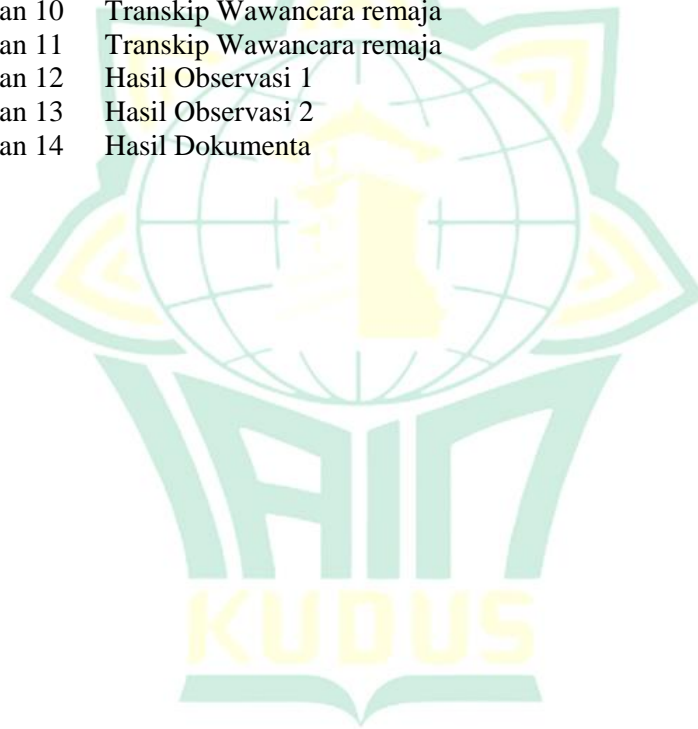 an 10 Transkip Wawancara remaja
an 11 Transkip Wawancara remaja
an 12 Hasil Observasi 1
an 13 Hasil Observasi 2
an 14 Hasil Dokumenta
IAIN
KUDUS